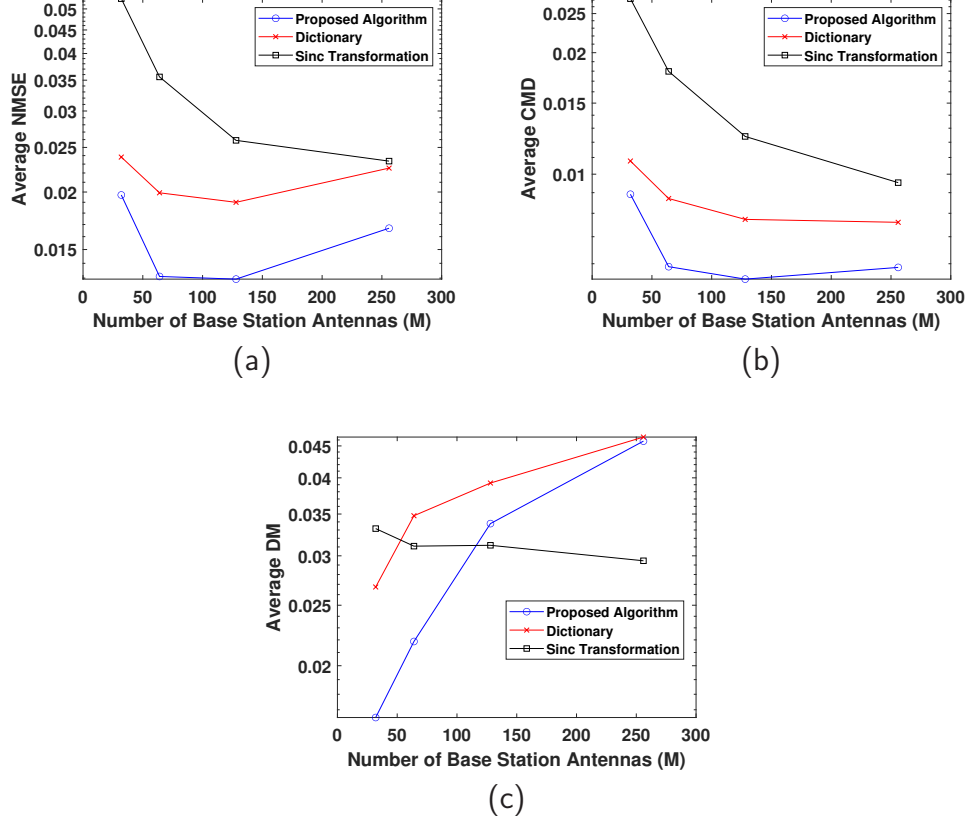 0.05
0.045
0.04
0.035
0.03
0.025
0.02
0.015
Average NMSE
Proposed Algorithm
Dictionary
Sinc Transformation
0 50 100 150 200 250 300
Number of Base Station Antennas (M)
(a)
0.025
0.02
0.015
0.01
Average CMD
Proposed Algorithm
Dictionary
Sinc Transformation
0 50 100 150 200 250 300
Number of Base Station Antennas (M)
(b)
0.045
0.04
0.035
0.03
0.025
0.02
Average DM
Proposed Algorithm
Dictionary
Sinc Transformation
0 50 100 150 200 250 300
Number of Base Station Antennas (M)
(c)